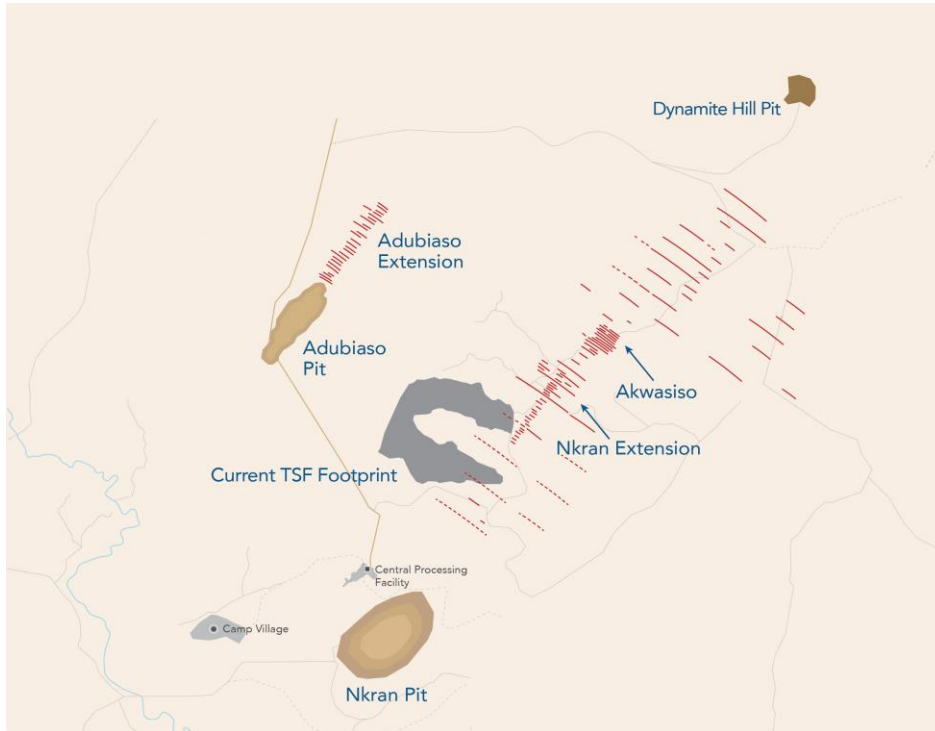 Dynamite Hill Pit
Adubiaso
Extension
Adubiaso
Pit
Akwasiso
Nkran Extension
Current TSF Footprint
Central Processing
Facility
Camp Village
Nkran Pit